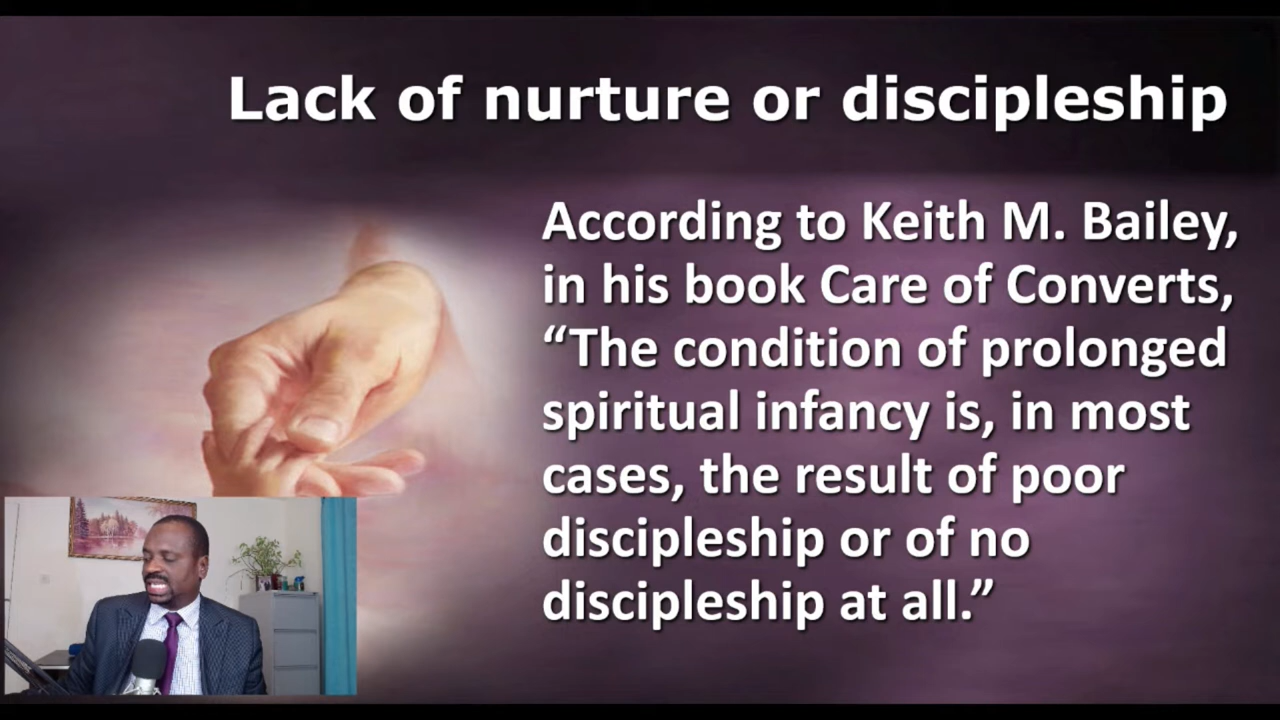 Lack of nurture or discipleship
According to Keith M. Bailey,
in his book Care of Converts,
“The condition of prolonged
spiritual infancy is, in most
cases, the result of poor
discipleship or of no
discipleship at all.”